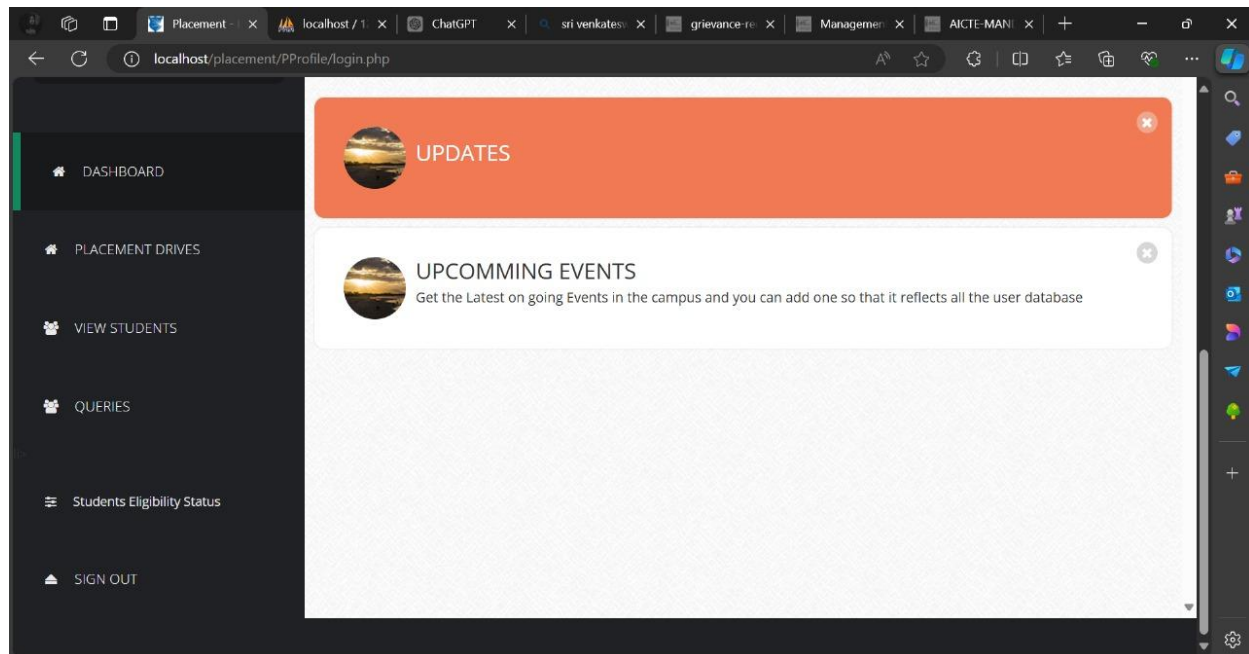 Placement -
localhost / 1
ChatGPT
sri venkatesv
grievance-re
Managemen
AICTE-MANI
localhost/placement/PProfile/login.php
UPDATES
DASHBOARD
PLACEMENT DRIVES
UPCOMMING EVENTS
Get the Latest on going Events in the campus and you can add one so that it reflects all the user database
VIEW STUDENTS
QUERIES
Students Eligibility Status
SIGN OUT